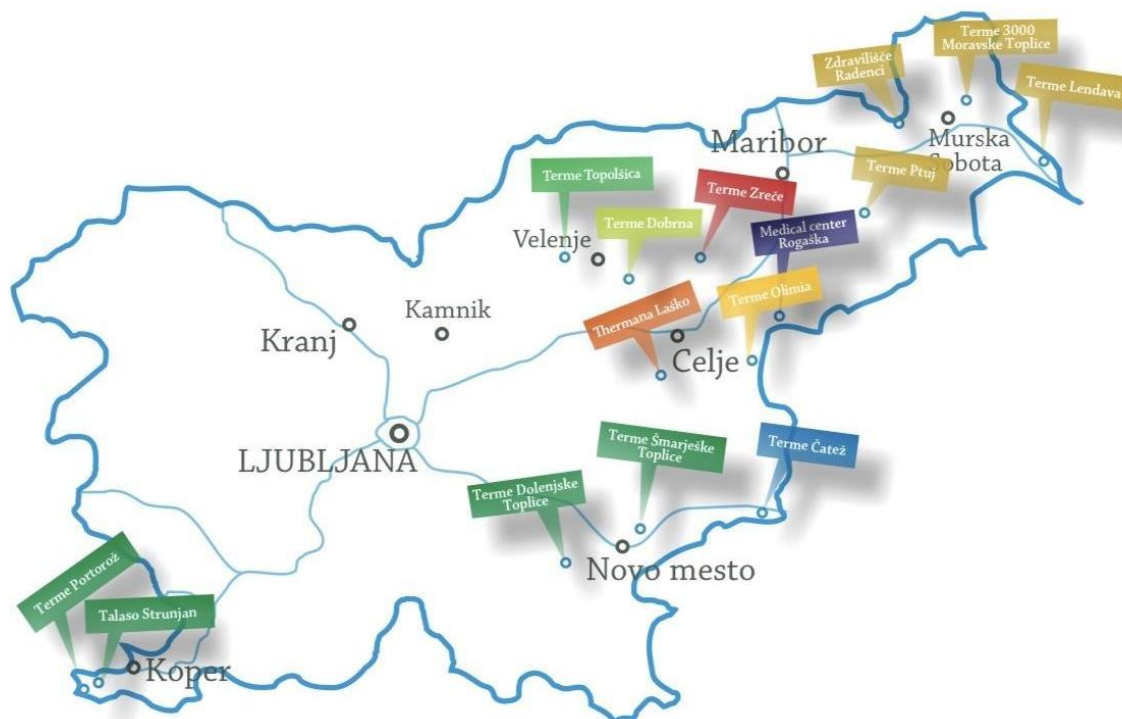 Terme 3000
Moravske Toplice
Zdravilišče
Radenci
Terme Lendava
Maribor
Murska
Sobota
Terme Ptuj
Terme Topolšica
Terme Zreče
Terme Dobrna
Medical center
Rogaška
Velenje
Terme Olimia
Thermana Laško
Kamnik
Kranj
Celje
LJUBLJANA
Terme Šmarješke
Toplice
Terme Čatež
Terme Dolenjske
Toplice
Novo mesto
Terme Portorož
Talaso Strunjan
Koper